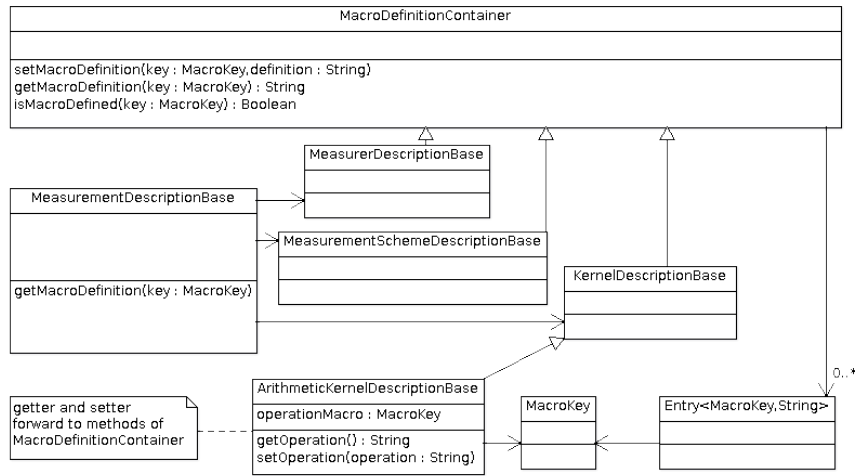 MacroDefinitionContainer
setMacroDefinition(key : MacroKey,definition : String)
getMacroDefinition(key : MacroKey) : String
isMacroDefined(key : MacroKey) : Boolean
MeasurerDescriptionBase
MeasurementDescriptionBase
getMacroDefinition(key : MacroKey)
MeasurementSchemeDescriptionBase
KernelDescriptionBase
0..*
ArithmeticKernelDescriptionBase
operationMacro : MacroKey
getOperation() : String
setOperation(operation : String)
getter and setter
forward to methods of
MacroDefinitionContainer
MacroKey
Entry<MacroKey,String>